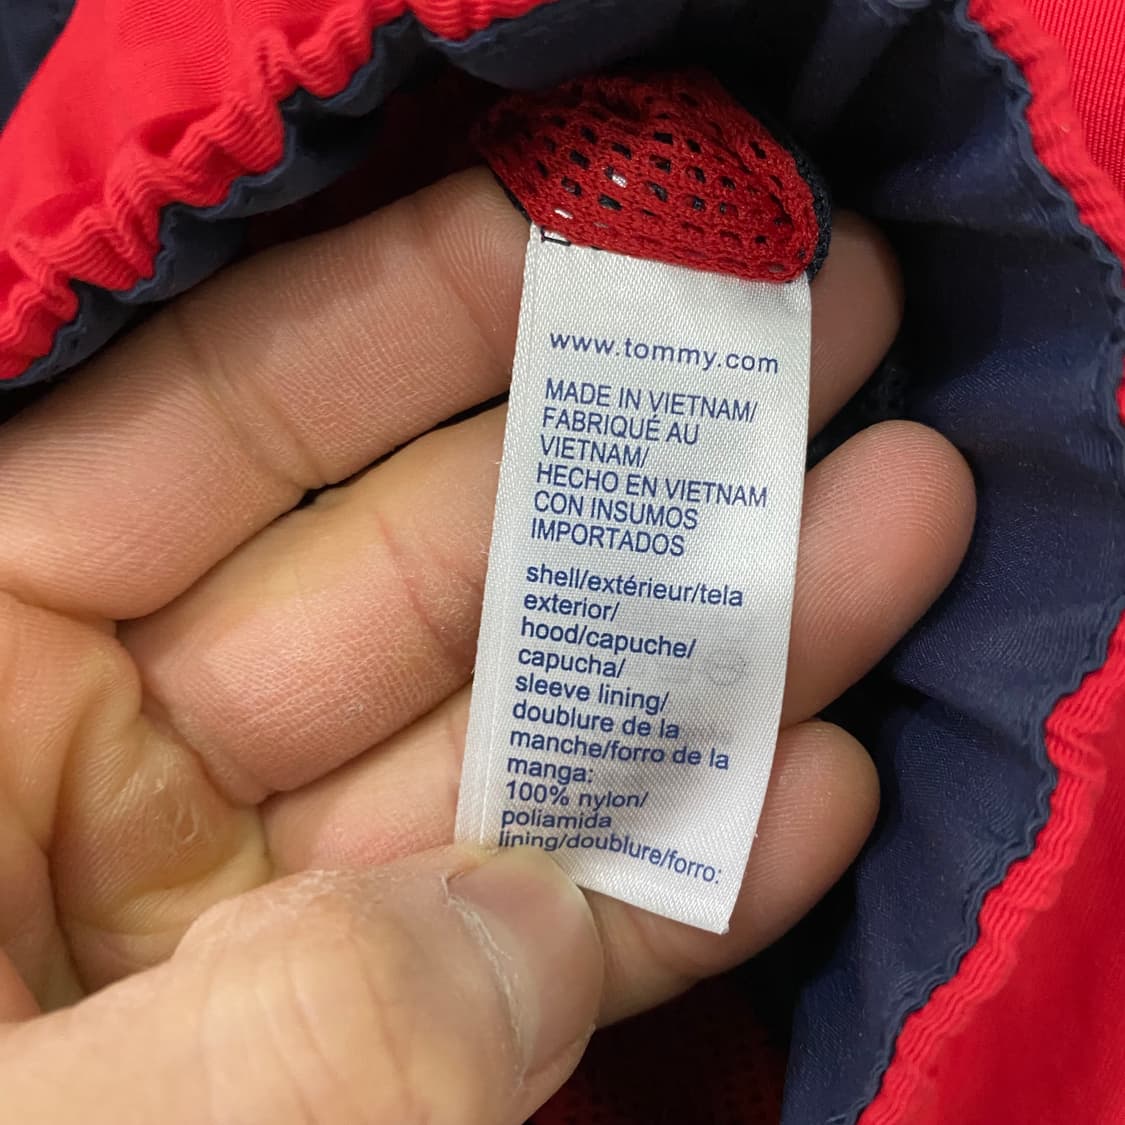 www.tommy.com
MADE IN VIETNAM/
FABRIQUÉ AU
VIETNAM/
HECHO EN VIETNAM
CON INSUMOS
IMPORTADOS
shell/extérieur/tela
exterior/
hood/capuche/
capucha/
sleeve lining/
doublure de la
manche/forro de la
manga:
100% nylon/
poliamida
lining/doublure/forro: